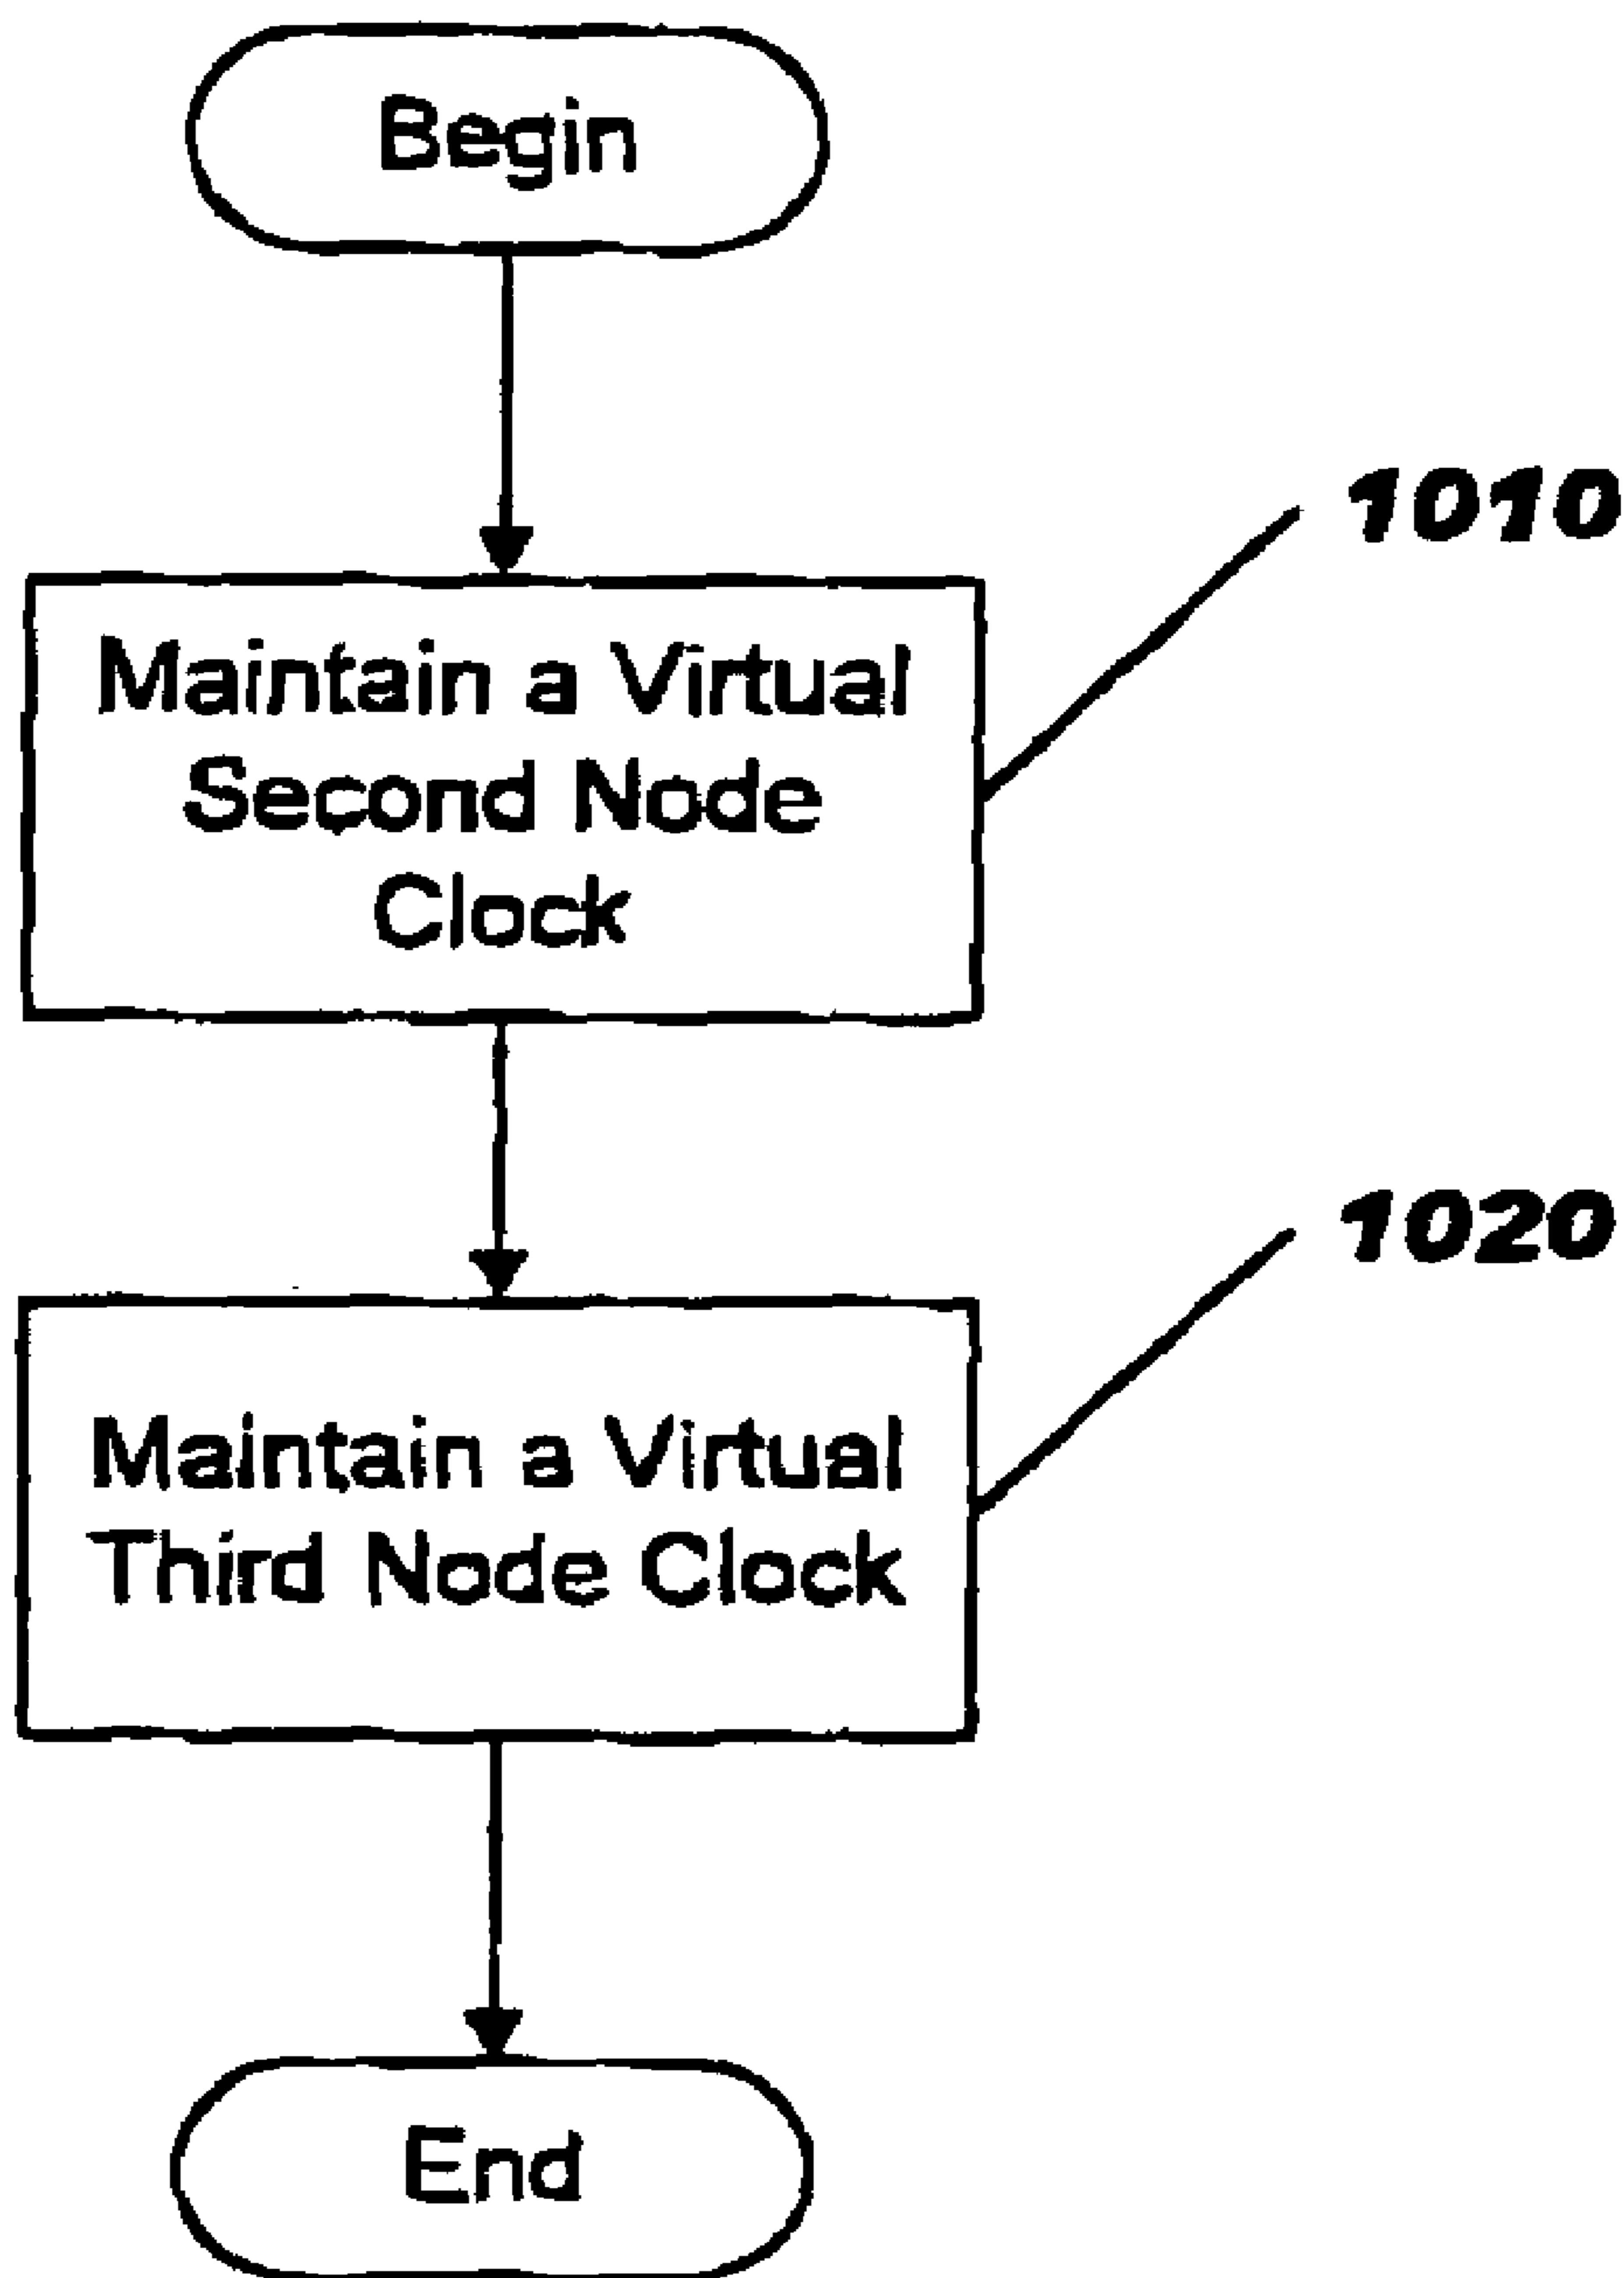 Begin
1010
Maintain a Virtual
Second Node
Clock
1020
Maintain a Virtual
Third Node Clock
End